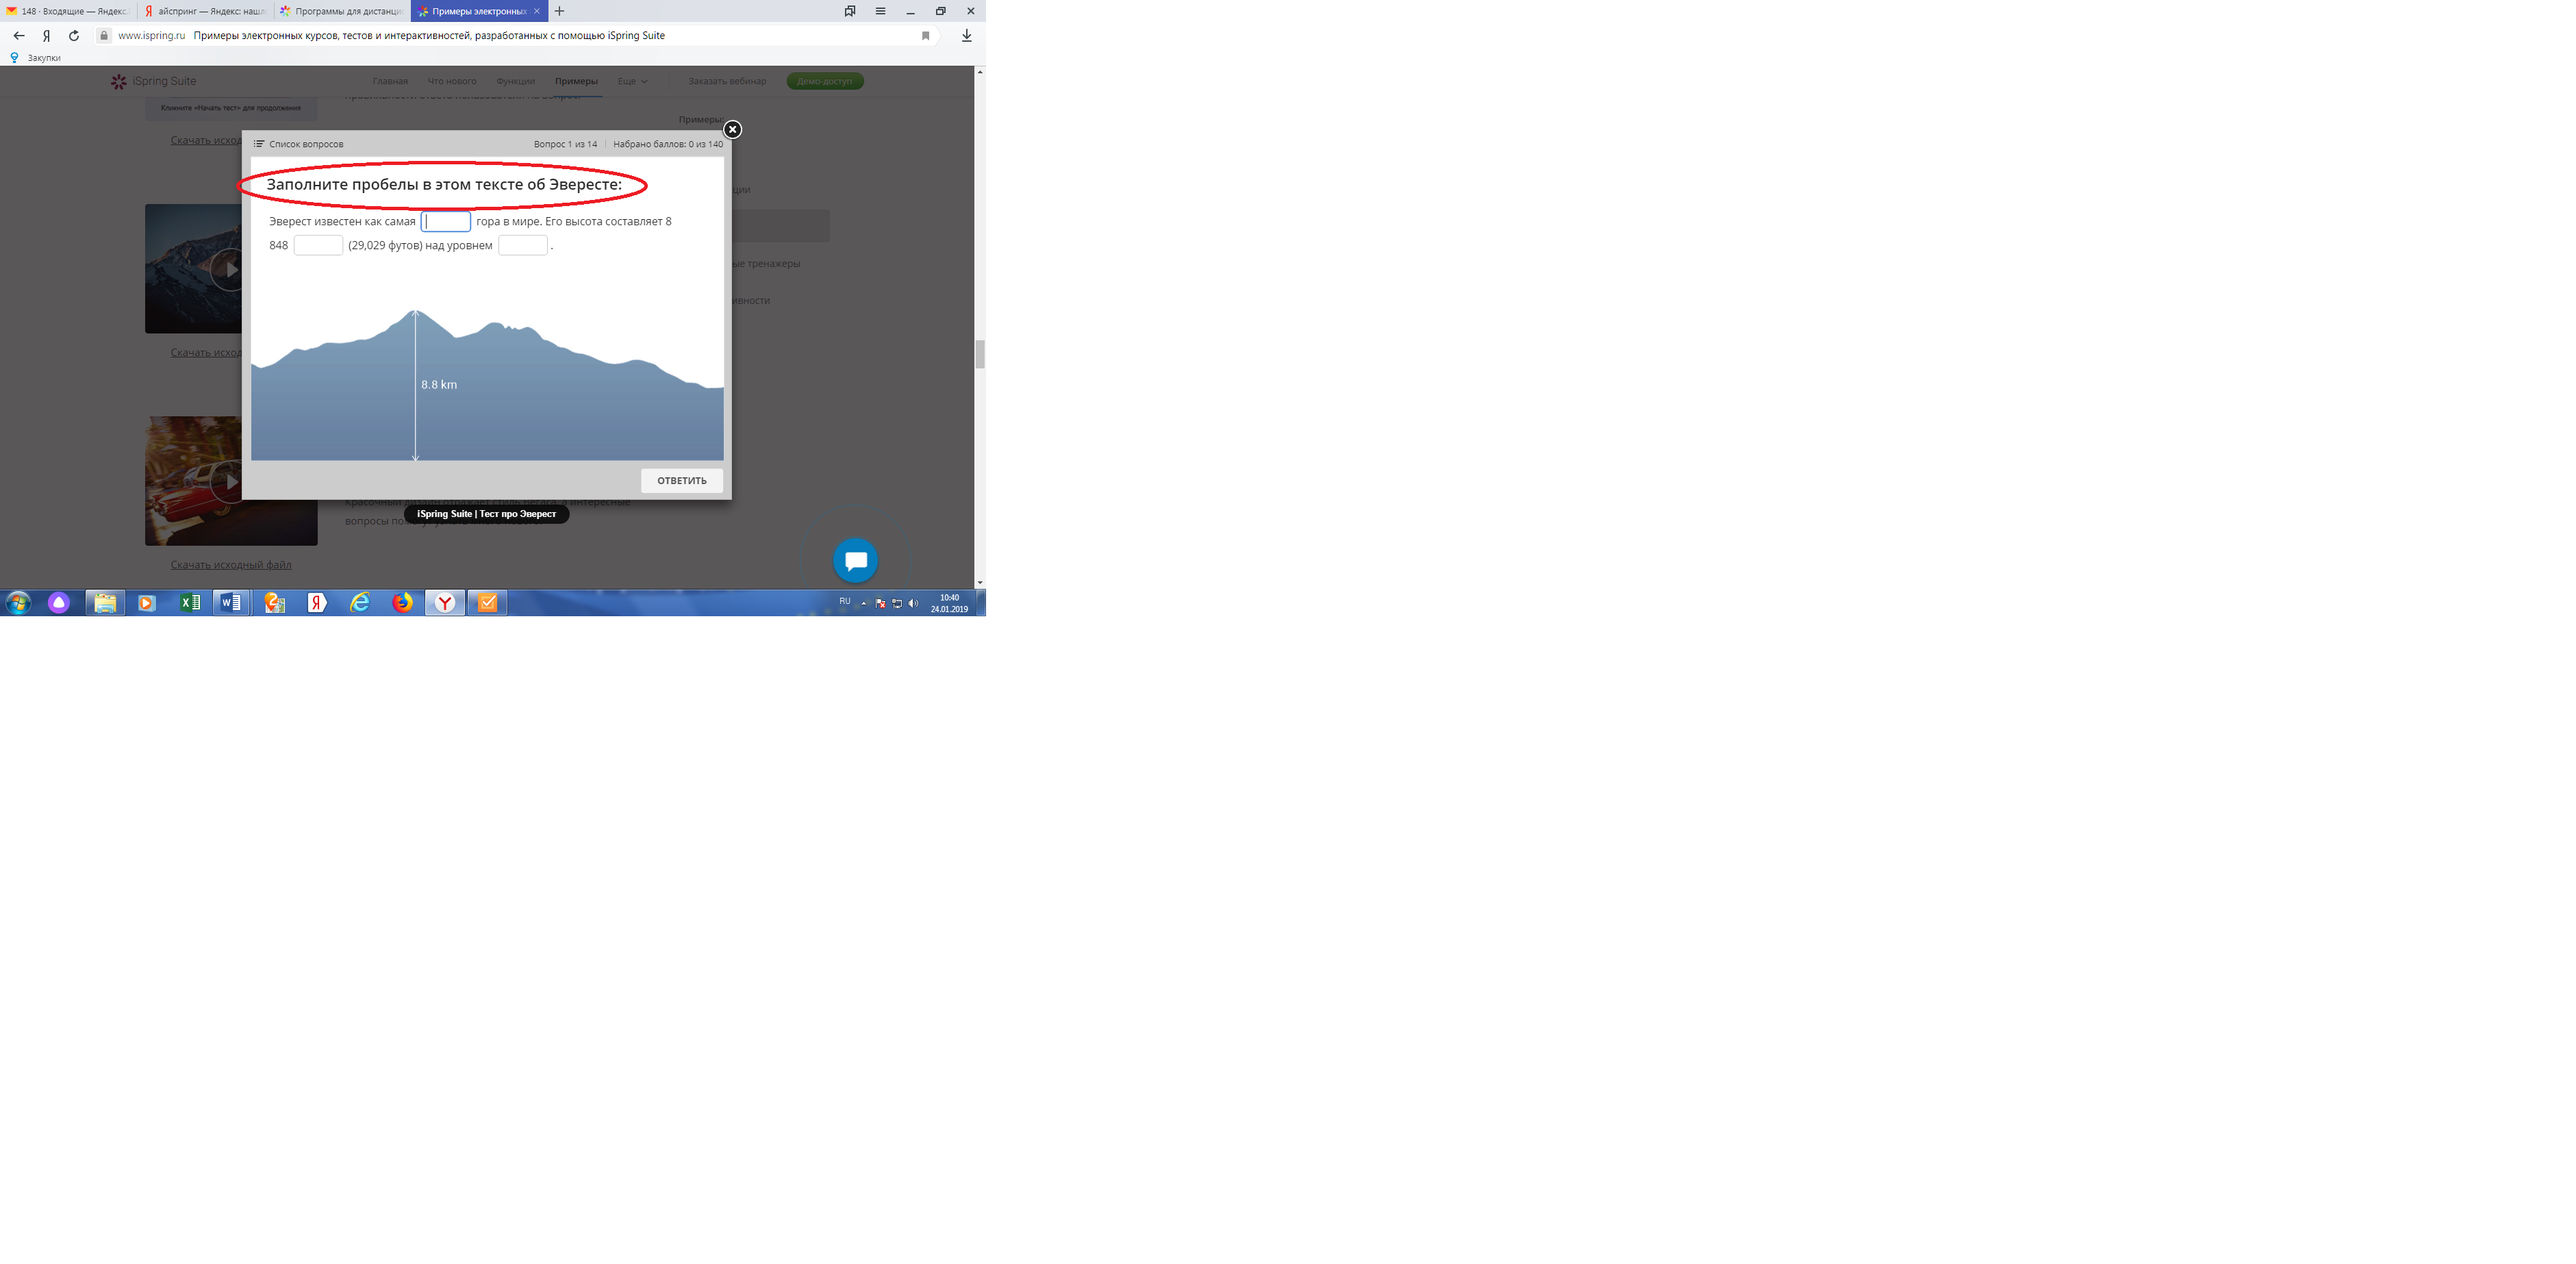 148 · Входящие — Яндекс.
айспринг — Яндекс: нашл
Программы для дистанци
Примеры электронных
www.ispring.ru Примеры электронных курсов, тестов и интерактивностей, разработанных с помощью iSpring Suite
Закупки
iSpring Suite Главная Что нового Функции Примеры Еще Заказать вебинар Демо-доступ
Кликните «Начать тест» для продолжения
Примеры:
Скачать исход
Список вопросов Вопрос 1 из 14 Набрано баллов: 0 из 140
Заполните пробелы в этом тексте об Эвересте:
ции
Эверест известен как самая гора в мире. Его высота составляет 8
848 (29,029 футов) над уровнем .
ые тренажеры
ивности
Скачать исход
8.8 km
ОТВЕТИТЬ
iSpring Suite | Тест про Эверест
вопросы
Скачать исходный файл
RU
10:40
24.01.2019